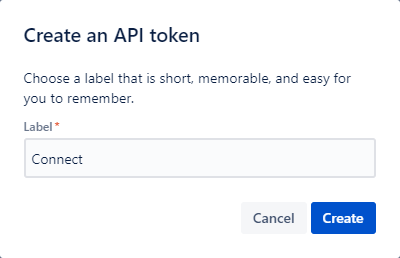 Create an API token
Choose a label that is short, memorable, and easy for
you to remember.
Label*
Connect
Cancel Create